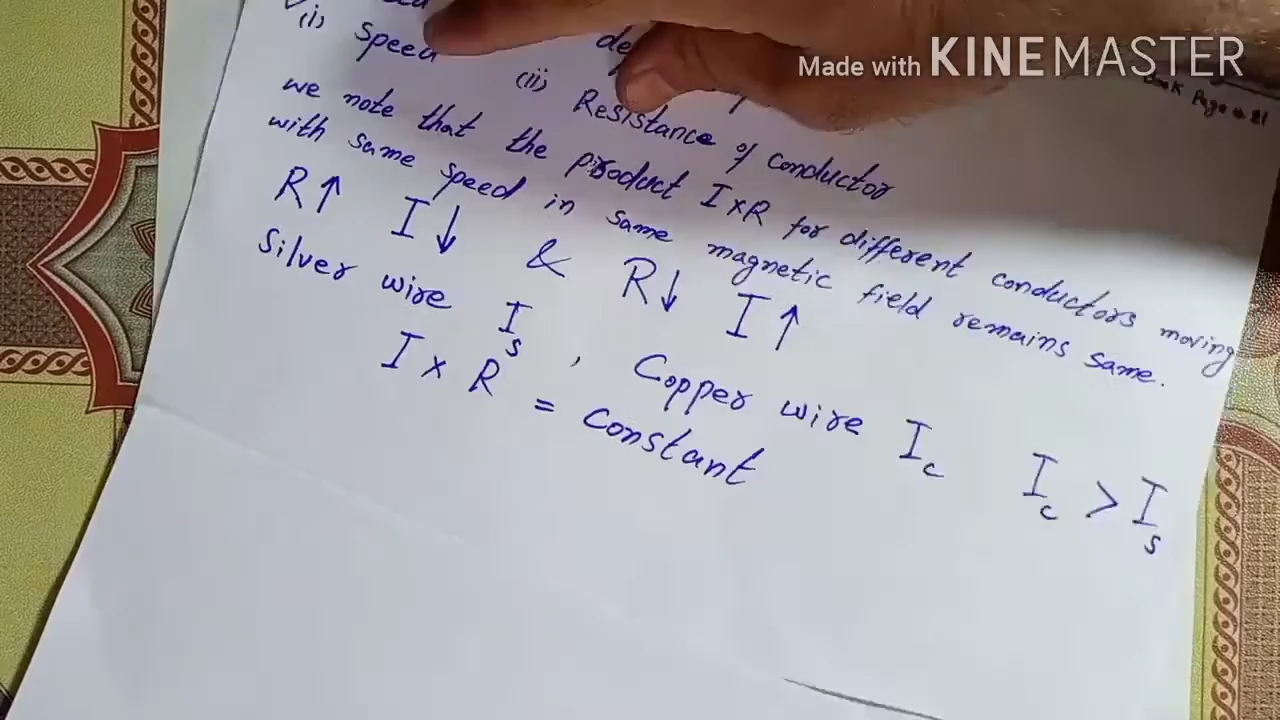 Made with KINEMASTER
(i) Speed
(ii) Resistance of conductor
we note that the product I×R for different conductors moving
with same speed in same magnetic field remains same.
R↑ I↓ & R↓ I↑
Silver wire Is , Copper wire Ic Ic > Is
I × R = Constant